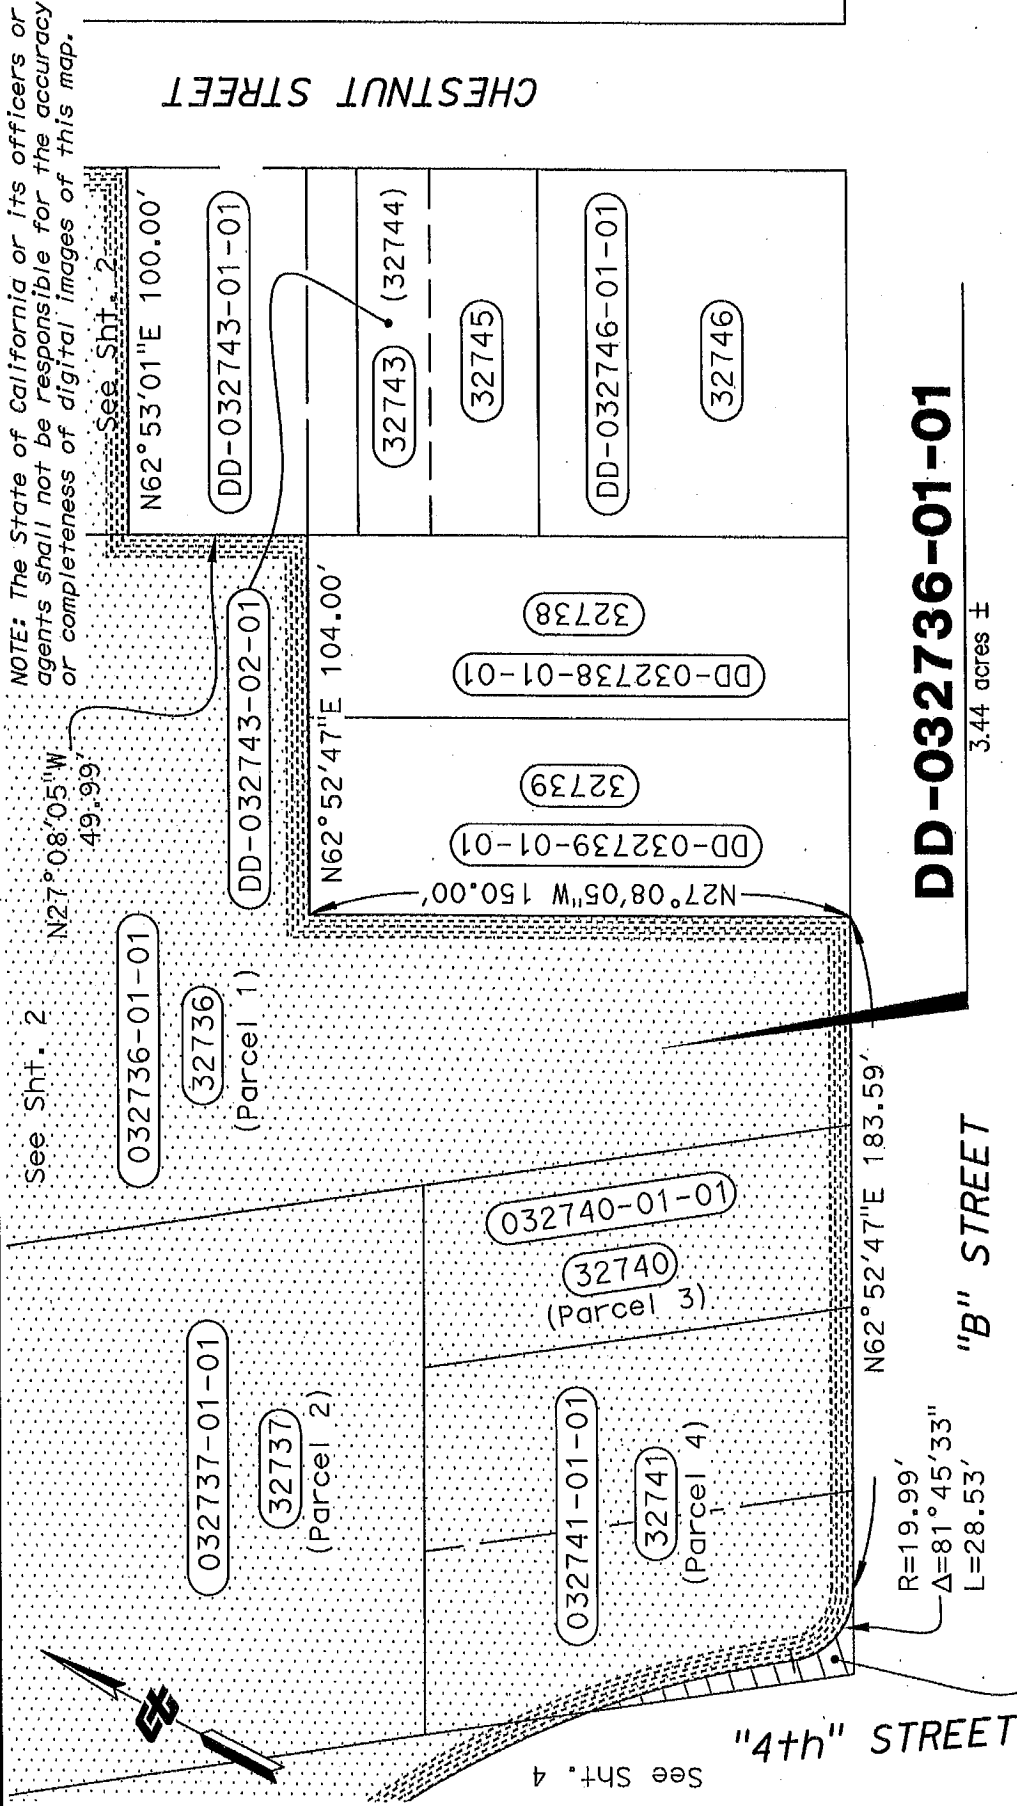 NOTE: The State of California or its officers or
agents shall not be responsible for the accuracy
or completeness of digital images of this map.
CHESTNUT STREET
See Sht. 2
N62°53'01"E 100.00'
DD-032743-01-01
32743
(32744)
32745
DD-032746-01-01
32746
N27°08'05"W
49.99'
DD-032743-02-01
N62°52'47"E 104.00'
32738
DD-032738-01-01
32739
DD-032739-01-01
N27°08'05"W 150.00'
See Sht. 2
032736-01-01
32736
(Parcel 1)
032740-01-01
32740
(Parcel 3)
032737-01-01
32737
(Parcel 2)
032741-01-01
32741
(Parcel 4)
N62°52'47"E 183.59'
"B" STREET
R=19.99'
Δ=81°45'33"
L=28.53'
DD-032736-01-01
3.44 acres ±
See Sht. 4
"4th" STREET